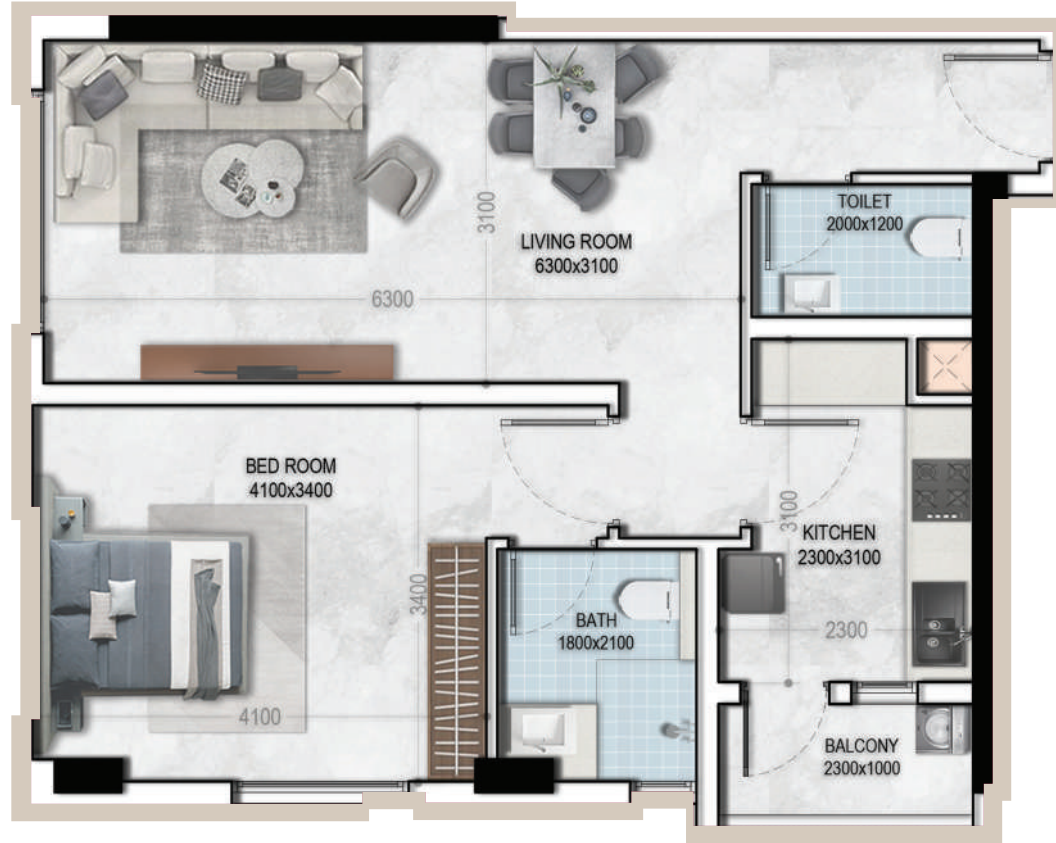 TOILET
2000x1200
3100
LIVING ROOM
6300x3100
6300
BED ROOM
4100x3400
3100
KITCHEN
2300x3100
3400
BATH
1800x2100
2300
4100
BALCONY
2300x1000